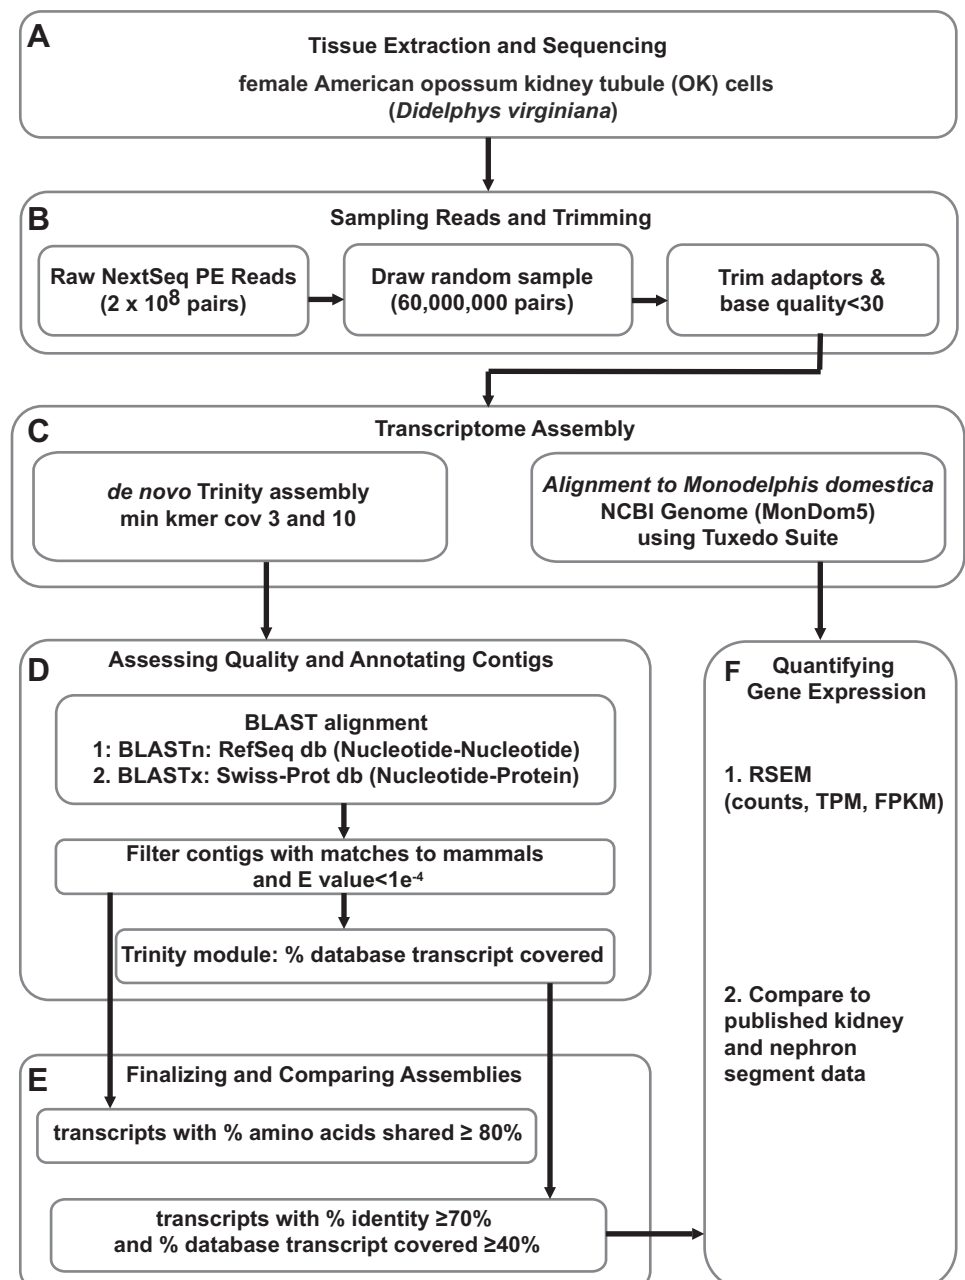 A
Tissue Extraction and Sequencing
female American opossum kidney tubule (OK) cells
(Didelphys virginiana)
B
Sampling Reads and Trimming
Raw NextSeq PE Reads
(2 x 10⁸ pairs)
Draw random sample
(60,000,000 pairs)
Trim adaptors &
base quality<30
C
Transcriptome Assembly
de novo Trinity assembly
min kmer cov 3 and 10
Alignment to Monodelphis domestica
NCBI Genome (MonDom5)
using Tuxedo Suite
D
Assessing Quality and Annotating Contigs
BLAST alignment
1: BLASTn: RefSeq db (Nucleotide-Nucleotide)
2. BLASTx: Swiss-Prot db (Nucleotide-Protein)
Filter contigs with matches to mammals
and E value<1e⁻⁴
Trinity module: % database transcript covered
E
Finalizing and Comparing Assemblies
transcripts with % amino acids shared ≥ 80%
transcripts with % identity ≥70%
and % database transcript covered ≥40%
F
Quantifying
Gene Expression
1. RSEM
(counts, TPM, FPKM)
2. Compare to
published kidney
and nephron
segment data